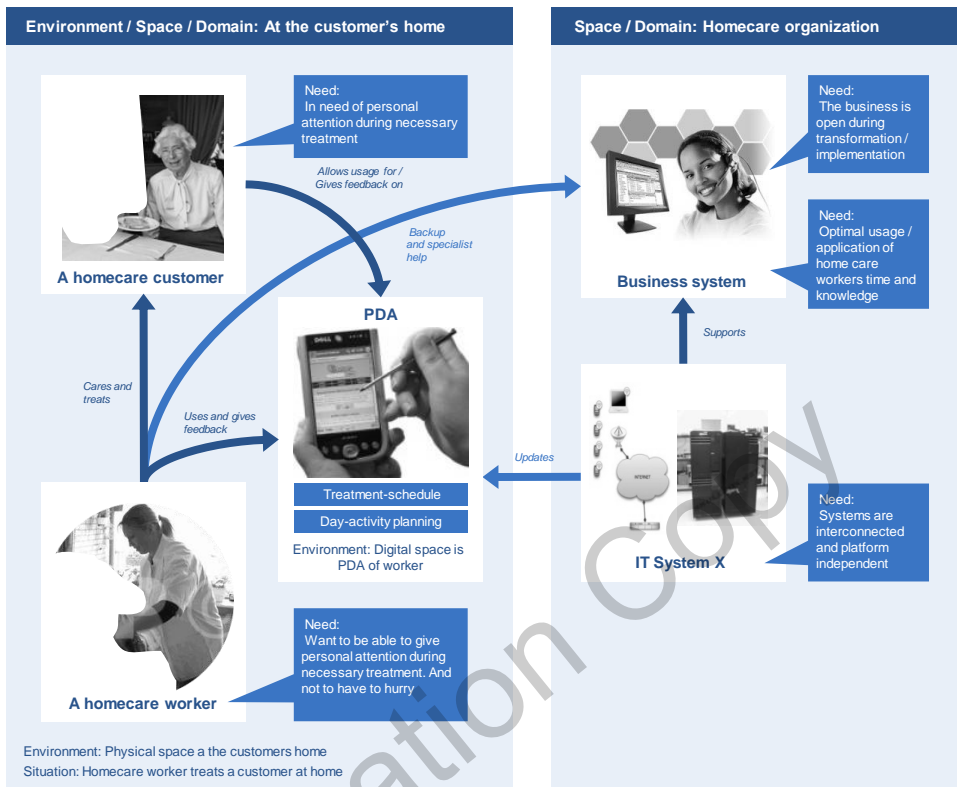 Environment / Space / Domain: At the customer's home
Space / Domain: Homecare organization
Need:
In need of personal
attention during necessary
treatment
Need:
The business is
open during
transformation /
implementation
Allows usage for /
Gives feedback on
Backup
and specialist
help
Need:
Optimal usage /
application of
home care
workers time and
knowledge
A homecare customer
Business system
PDA
DELL
Supports
Cares and
treats
Uses and gives
feedback
Updates
INTERNET
Treatment-schedule
Day-activity planning
Environment: Digital space is
PDA of worker
IT System X
Need:
Systems are
interconnected
and platform
independent
Need:
Want to be able to give
personal attention during
necessary treatment. And
not to have to hurry
A homecare worker
Environment: Physical space a the customers home
Situation: Homecare worker treats a customer at home
ation Copy